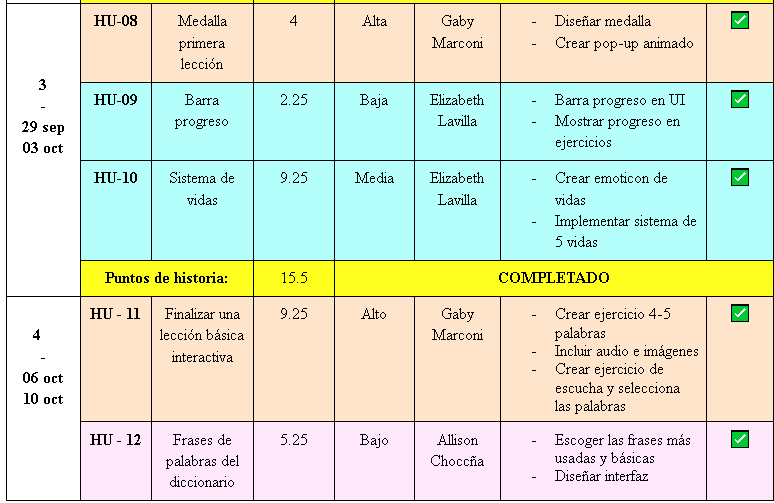 HU-08 Medalla 4 Alta Gaby - Diseñar medalla ✅
primera Marconi - Crear pop-up animado
lección
3
-
29 sep
03 oct
HU-09 Barra 2.25 Baja Elizabeth - Barra progreso en UI ✅
progreso Lavilla - Mostrar progreso en
ejercicios
HU-10 Sistema de 9.25 Media Elizabeth - Crear emoticon de ✅
vidas Lavilla vidas
- Implementar sistema de
5 vidas
Puntos de historia: 15.5 COMPLETADO
4
-
06 oct
10 oct
HU - 11 Finalizar una 9.25 Alto Gaby - Crear ejercicio 4-5 ✅
lección básica Marconi palabras
interactiva - Incluir audio e imágenes
- Crear ejercicio de
escucha y selecciona
las palabras
HU - 12 Frases de 5.25 Bajo Allison - Escoger las frases más ✅
palabras del Choccña usadas y básicas
diccionario - Diseñar interfaz